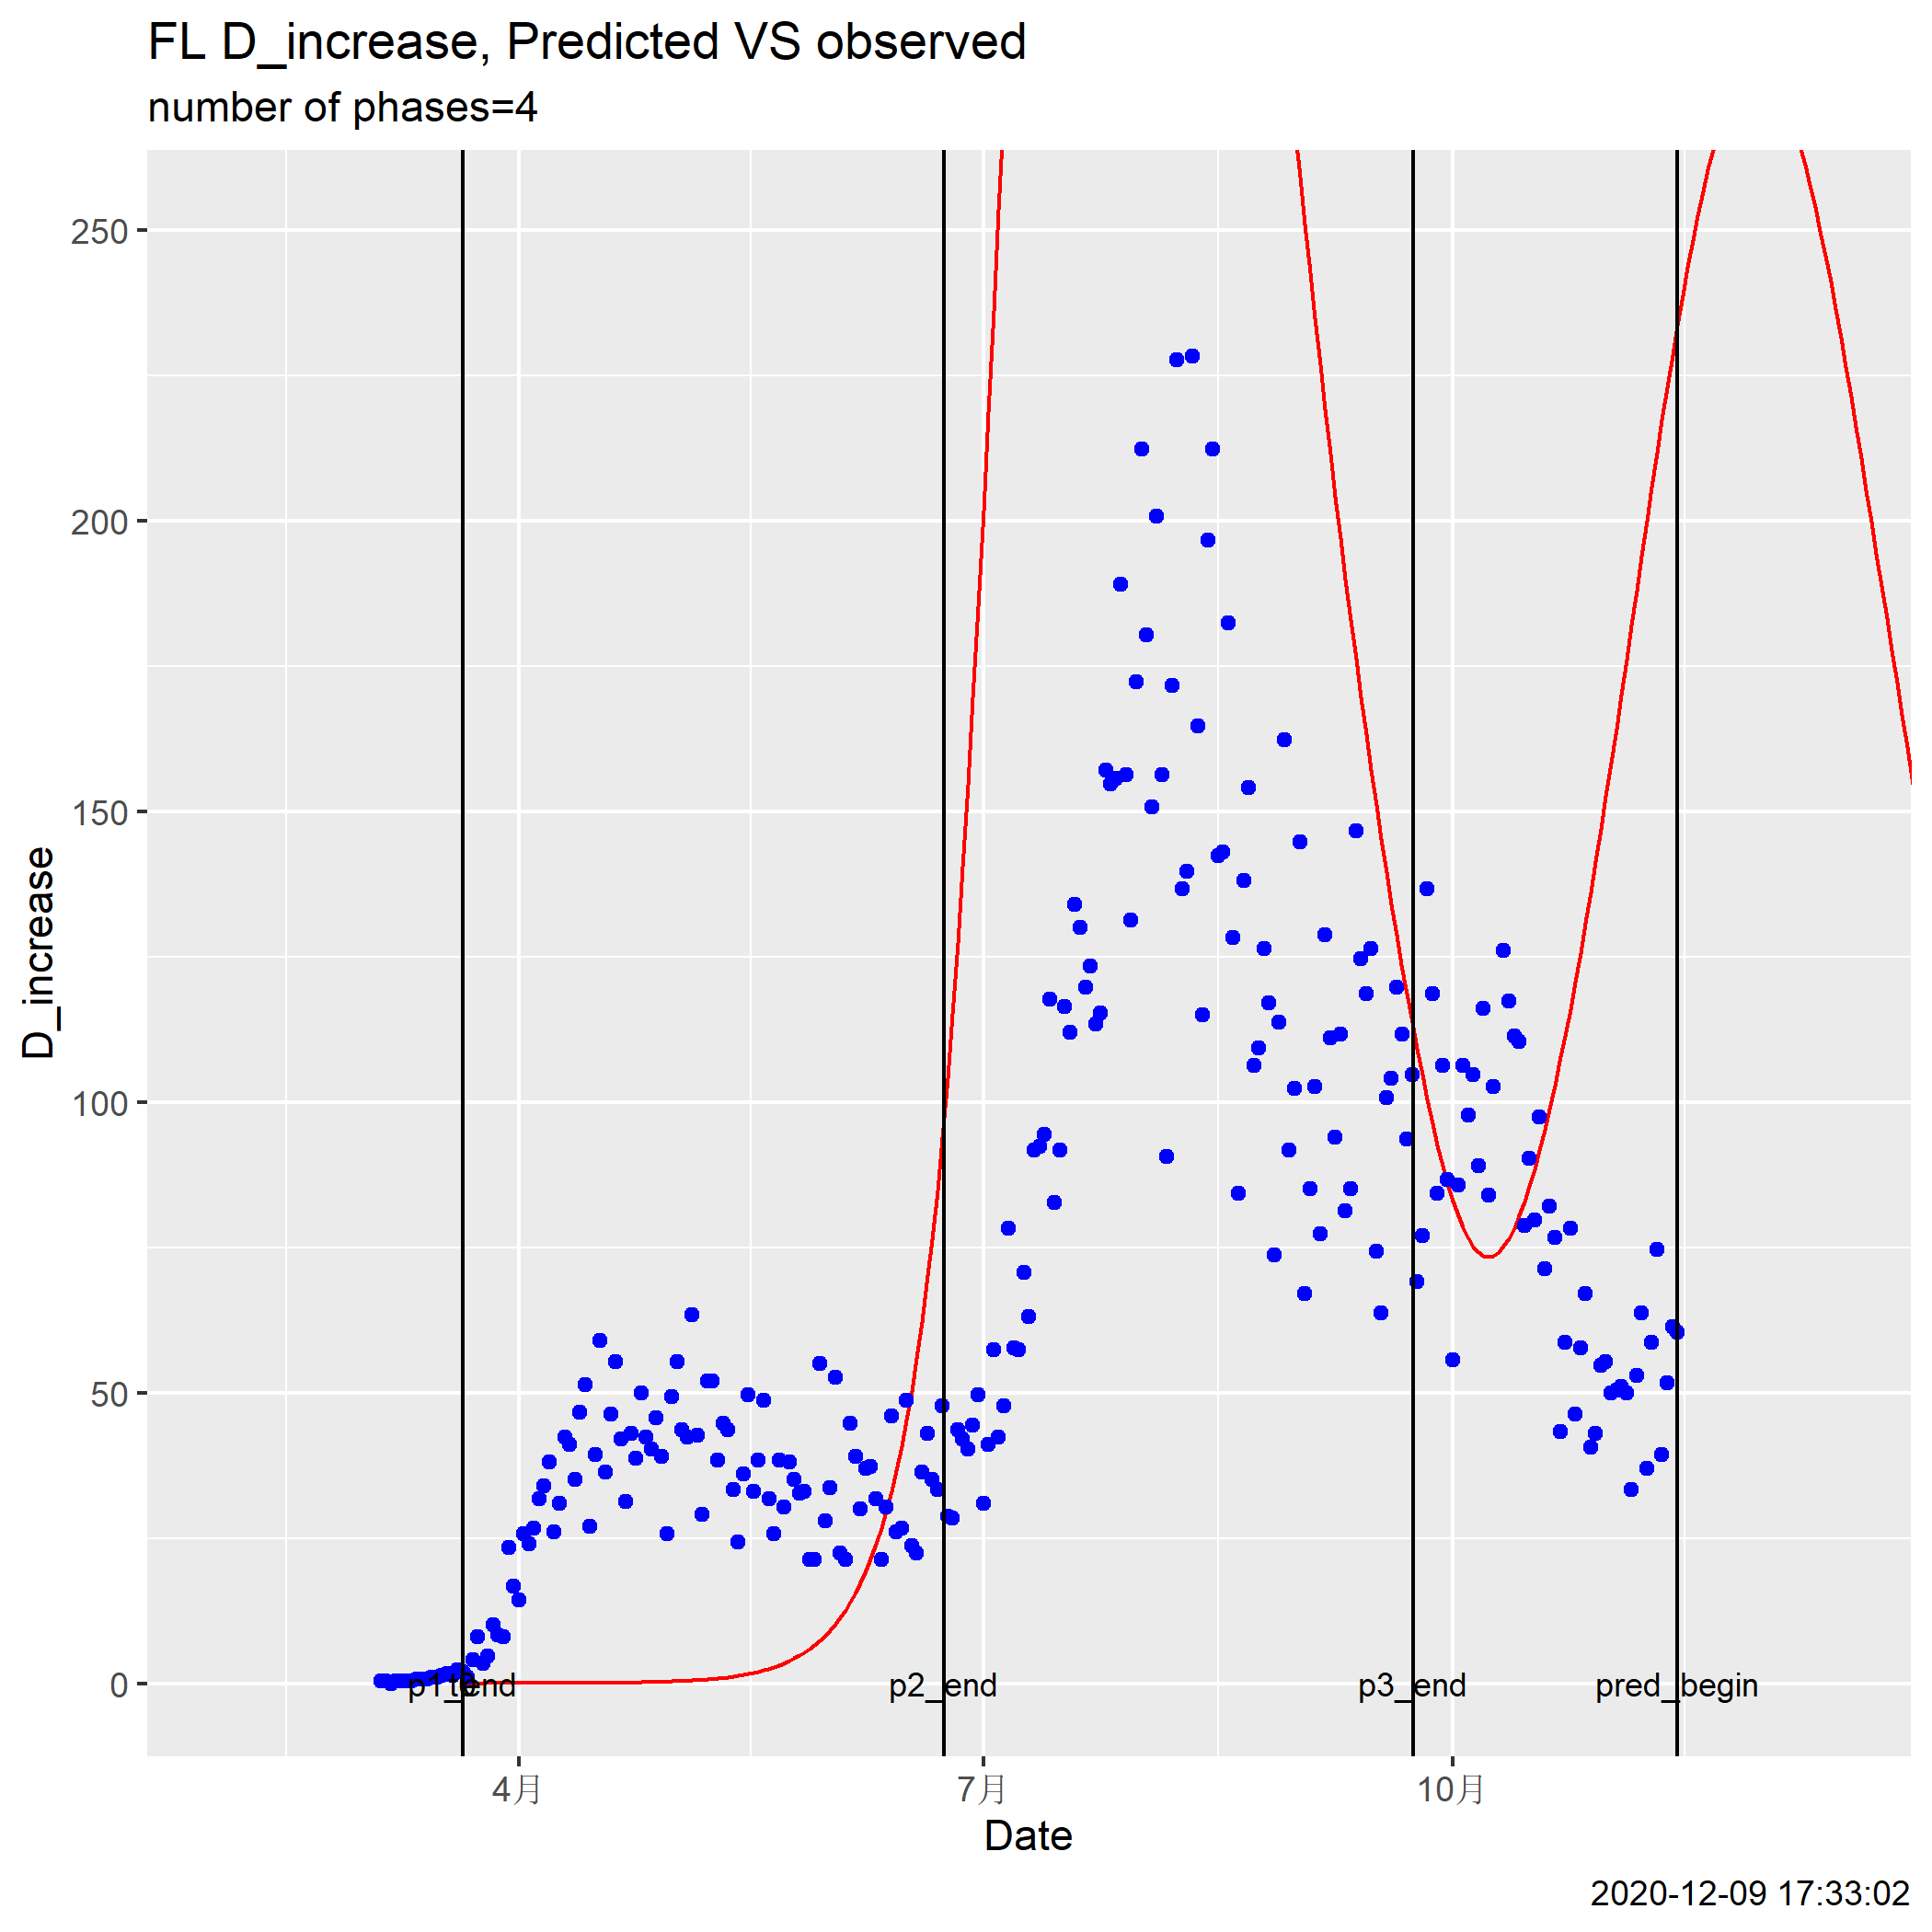 FL D_increase, Predicted VS observed
number of phases=4
250
200
150
100
50
0
D_increase
p1_end
p2_end
p3_end
pred_begin
4月
7月
10月
Date
2020-12-09 17:33:02